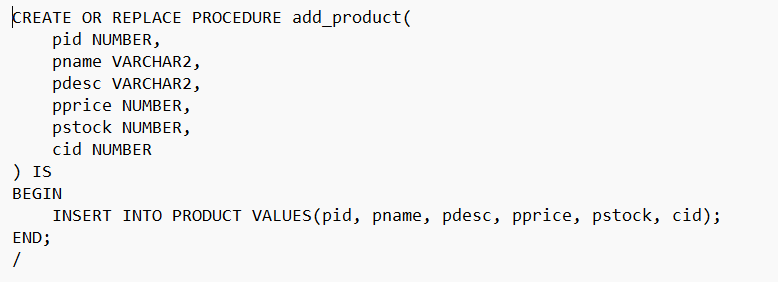 CREATE OR REPLACE PROCEDURE add_product(
    pid NUMBER,
    pname VARCHAR2,
    pdesc VARCHAR2,
    pprice NUMBER,
    pstock NUMBER,
    cid NUMBER
) IS
BEGIN
    INSERT INTO PRODUCT VALUES(pid, pname, pdesc, pprice, pstock, cid);
END;
/